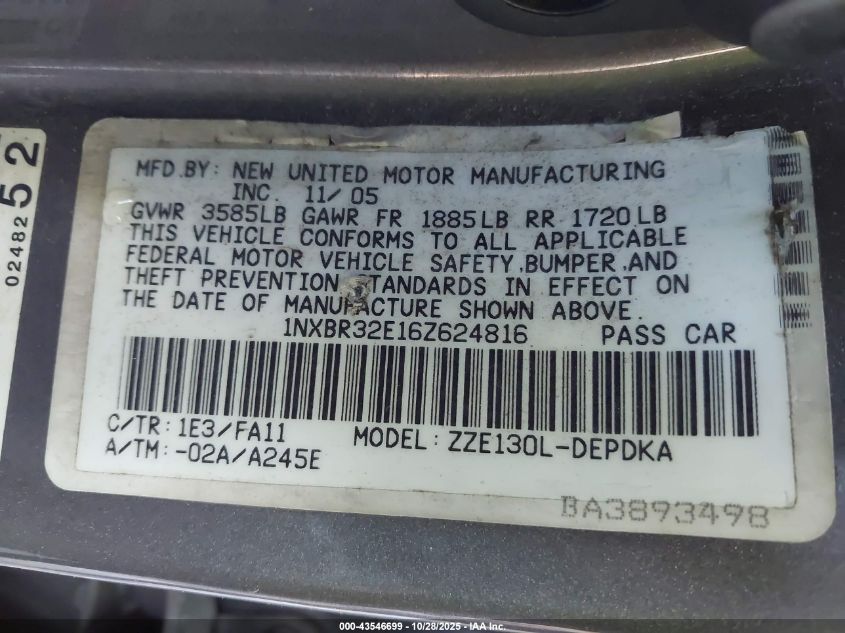 MFD.BY: NEW UNITED MOTOR MANUFACTURING
INC. 11/05
GVWR 3585LB GAWR FR 1885LB RR 1720LB
THIS VEHICLE CONFORMS TO ALL APPLICABLE
FEDERAL MOTOR VEHICLE SAFETY,BUMPER,AND
THEFT PREVENTION STANDARDS IN EFFECT ON
THE DATE OF MANUFACTURE SHOWN ABOVE.
1NXBR32E16Z624816 PASS CAR
C/TR:1E3/FA11 MODEL:ZZE130L-DEPDKA
A/TM:-02A/A245E
BA3893498
02482
52
000-43546699 - 10/28/2025 - IAA Inc.